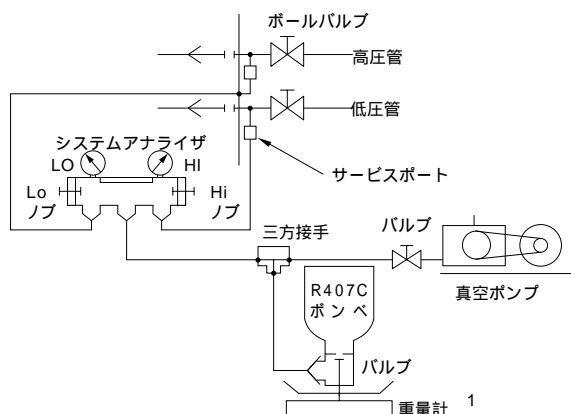 ボールバルブ
高圧管
低圧管
システムアナライザ
LO
HI
サービスポート
Lo
ノブ
Hi
ノブ
三方接手
バルブ
R407C
ボンベ
真空ポンプ
バルブ
重量計 1